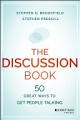 STEPHEN D. BROOKFIELD
STEPHEN PRESKILL
THE
DISCUSSION
BOOK
50
GREAT WAYS TO
GET PEOPLE TALKING